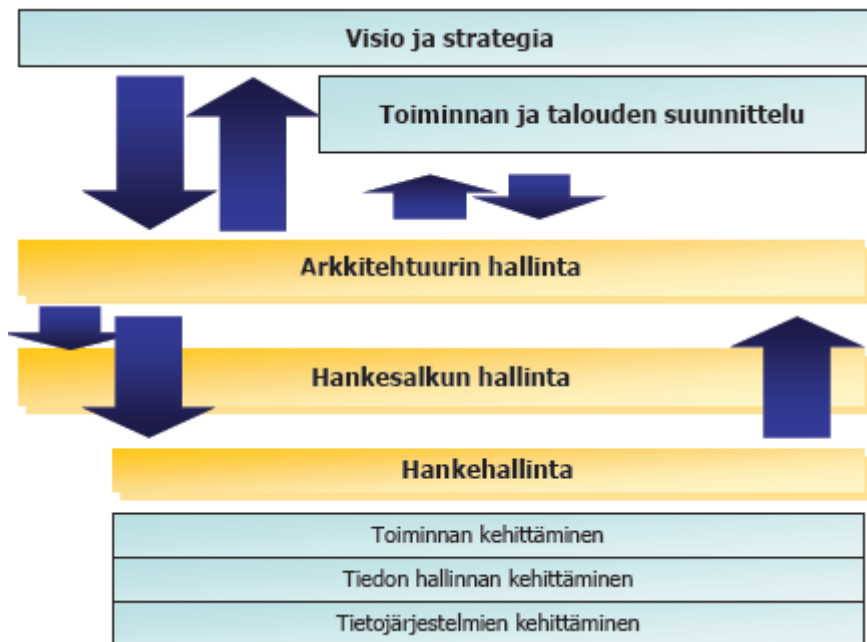 Visio ja strategia
Toiminnan ja talouden suunnittelu
Arkkitehtuurin hallinta
Hankesalkun hallinta
Hankehallinta
Toiminnan kehittäminen
Tiedon hallinnan kehittäminen
Tietojärjestelmien kehittäminen